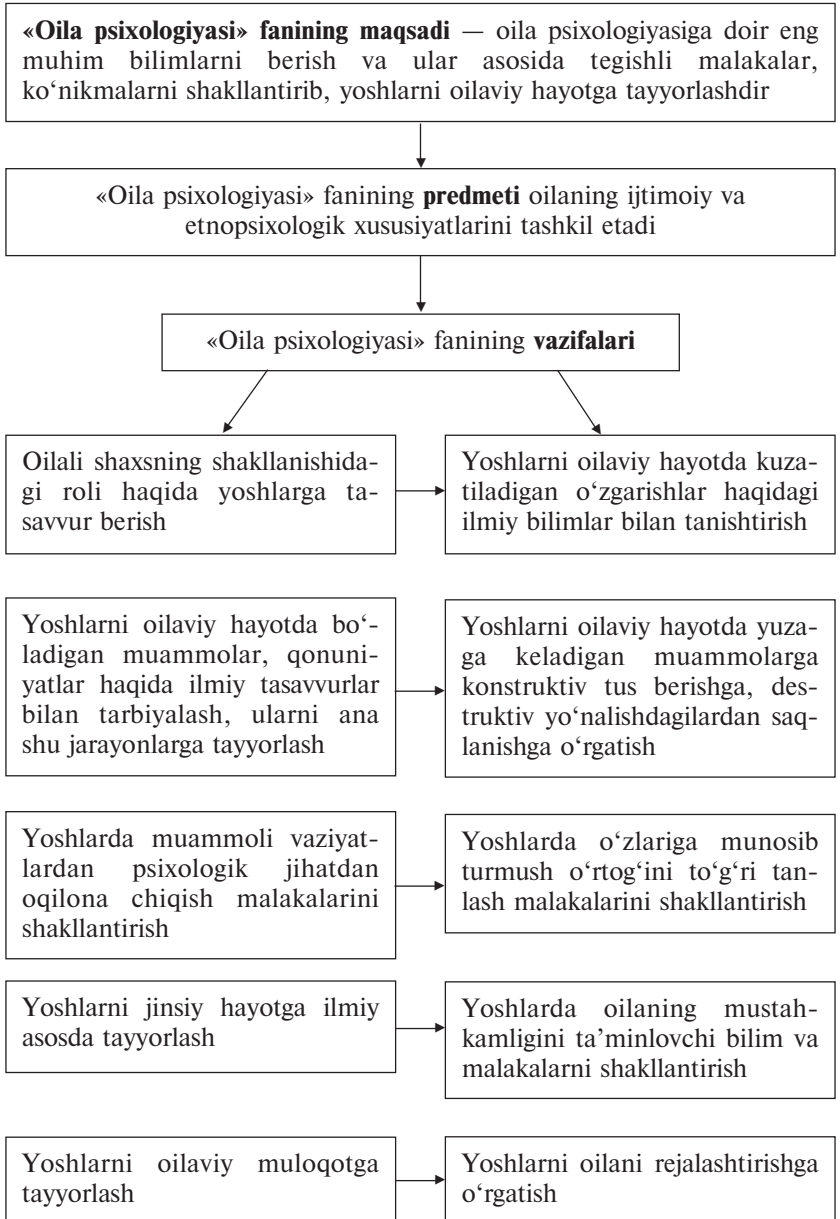 «Oila psixologiyasi» fanining maqsadi — oila psixologiyasiga doir eng
muhim bilimlarni berish va ular asosida tegishli malakalar,
ko‘nikmalarni shakllantirib, yoshlarni oilaviy hayotga tayyorlashdir
«Oila psixologiyasi» fanining predmeti oilaning ijtimoiy va
etnopsixologik xususiyatlarini tashkil etadi
«Oila psixologiyasi» fanining vazifalari
Oilali shaxsning shakllanishida-
gi roli haqida yoshlarga ta-
savvur berish
Yoshlarni oilaviy hayotda kuza-
tiladigan o‘zgarishlar haqidagi
ilmiy bilimlar bilan tanishtirish
Yoshlarni oilaviy hayotda bo‘-
ladigan muammolar, qonuni-
yatlar haqida ilmiy tasavvurlar
bilan tarbiyalash, ularni ana
shu jarayonlarga tayyorlash
Yoshlarni oilaviy hayotda yuza-
ga keladigan muammolarga
konstruktiv tus berishga, des-
truktiv yo‘nalishdagilardan saq-
lanishga o‘rgatish
Yoshlarda muammoli vaziyat-
lardan psixologik jihatdan
oqilona chiqish malakalarini
shakllantirish
Yoshlarda o‘zlariga munosib
turmush o‘rtog‘ini to‘g‘ri tan-
lash malakalarini shakllantirish
Yoshlarni jinsiy hayotga ilmiy
asosda tayyorlash
Yoshlarda oilaning mustah-
kamligini ta’minlovchi bilim va
malakalarni shakllantirish
Yoshlarni oilaviy muloqotga
tayyorlash
Yoshlarni oilani rejalashtirishga
o‘rgatish